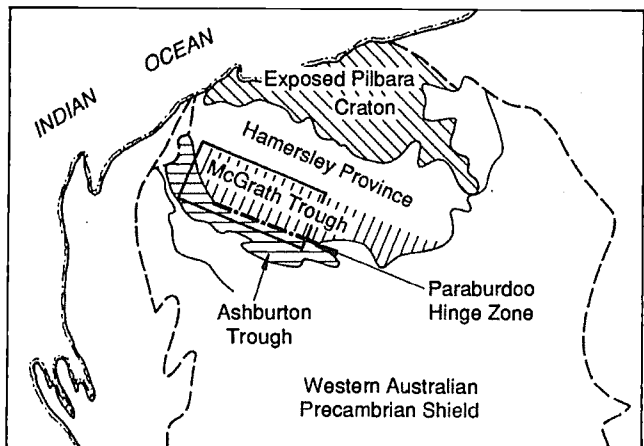 INDIAN OCEAN
Exposed Pilbara
Craton
Hamersley Province
McGrath Trough
Ashburton
Trough
Paraburdoo
Hinge Zone
Western Australian
Precambrian Shield